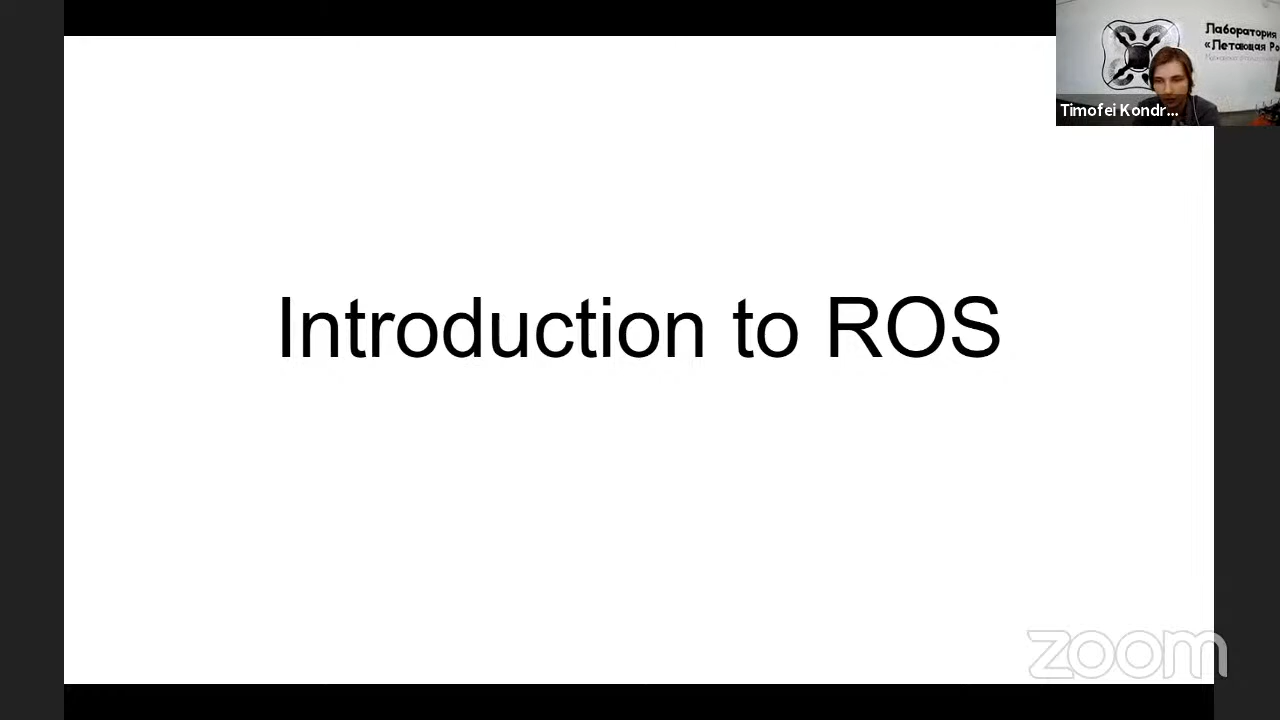 Лаборатория
«Летающая Ро
Timofei Kondr...
Introduction to ROS
zoom